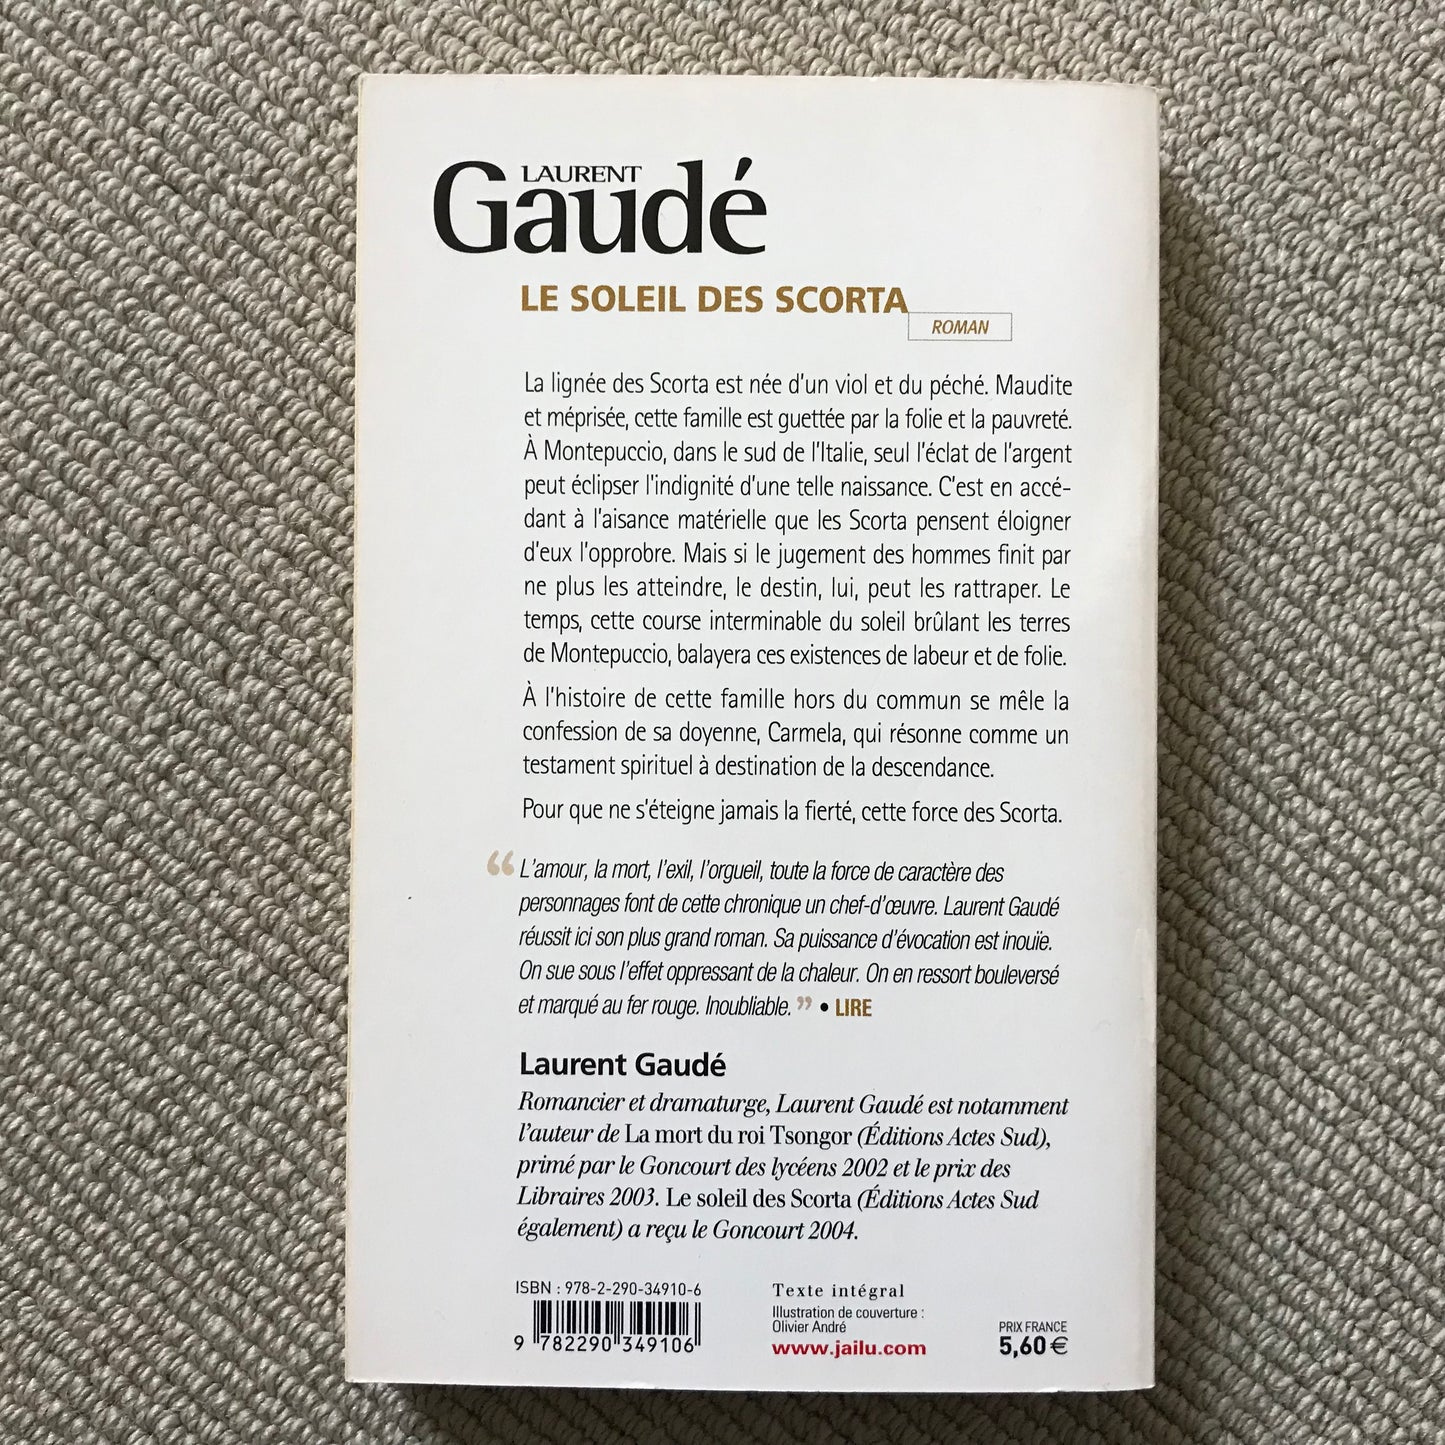 LAURENT
Gaudé
LE SOLEIL DES SCORTA
ROMAN
La lignée des Scorta est née d'un viol et du péché. Maudite
et méprisée, cette famille est guettée par la folie et la pauvreté.
À Montepuccio, dans le sud de l'Italie, seul l'éclat de l'argent
peut éclipser l'indignité d'une telle naissance. C'est en accé-
dant à l'aisance matérielle que les Scorta pensent éloigner
d'eux l'opprobre. Mais si le jugement des hommes finit par
ne plus les atteindre, le destin, lui, peut les rattraper. Le
temps, cette course interminable du soleil brûlant les terres
de Montepuccio, balayera ces existences de labeur et de folie.
À l'histoire de cette famille hors du commun se mêle la
confession de sa doyenne, Carmela, qui résonne comme un
testament spirituel à destination de la descendance.
Pour que ne s'éteigne jamais la fierté, cette force des Scorta.
“ L'amour, la mort, l'exil, l'orgueil, toute la force de caractère des
personnages font de cette chronique un chef-d'œuvre. Laurent Gaudé
réussit ici son plus grand roman. Sa puissance d'évocation est inouïe.
On sue sous l'effet oppressant de la chaleur. On en ressort bouleversé
et marqué au fer rouge. Inoubliable. ” • LIRE
Laurent Gaudé
Romancier et dramaturge, Laurent Gaudé est notamment
l'auteur de La mort du roi Tsongor (Éditions Actes Sud),
primé par le Goncourt des lycéens 2002 et le prix des
Libraires 2003. Le soleil des Scorta (Éditions Actes Sud
également) a reçu le Goncourt 2004.
ISBN : 978-2-290-34910-6
9 782290 349106
Texte intégral
Illustration de couverture :
Olivier André
www.jailu.com
PRIX FRANCE
5,60 €